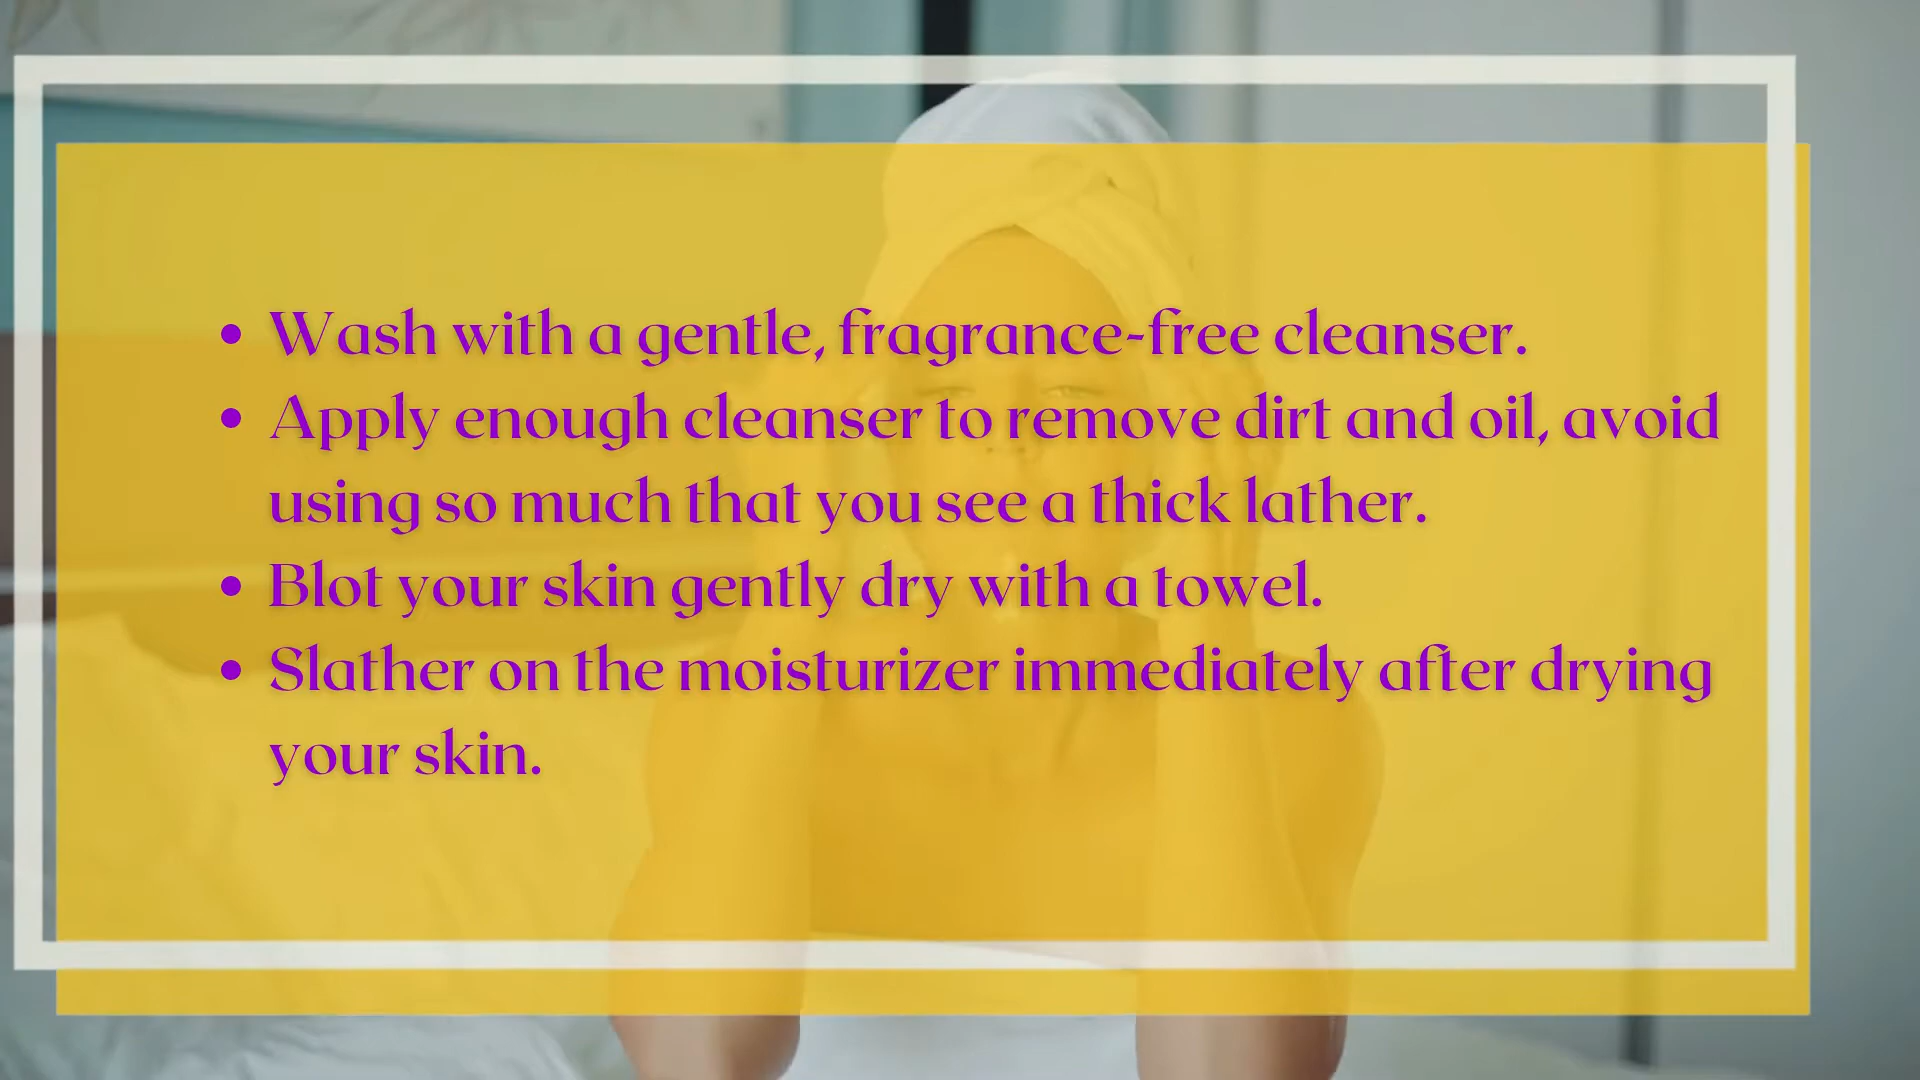 • Wash with a gentle, fragrance-free cleanser.
• Apply enough cleanser to remove dirt and oil, avoid
using so much that you see a thick lather.
• Blot your skin gently dry with a towel.
• Slather on the moisturizer immediately after drying
your skin.